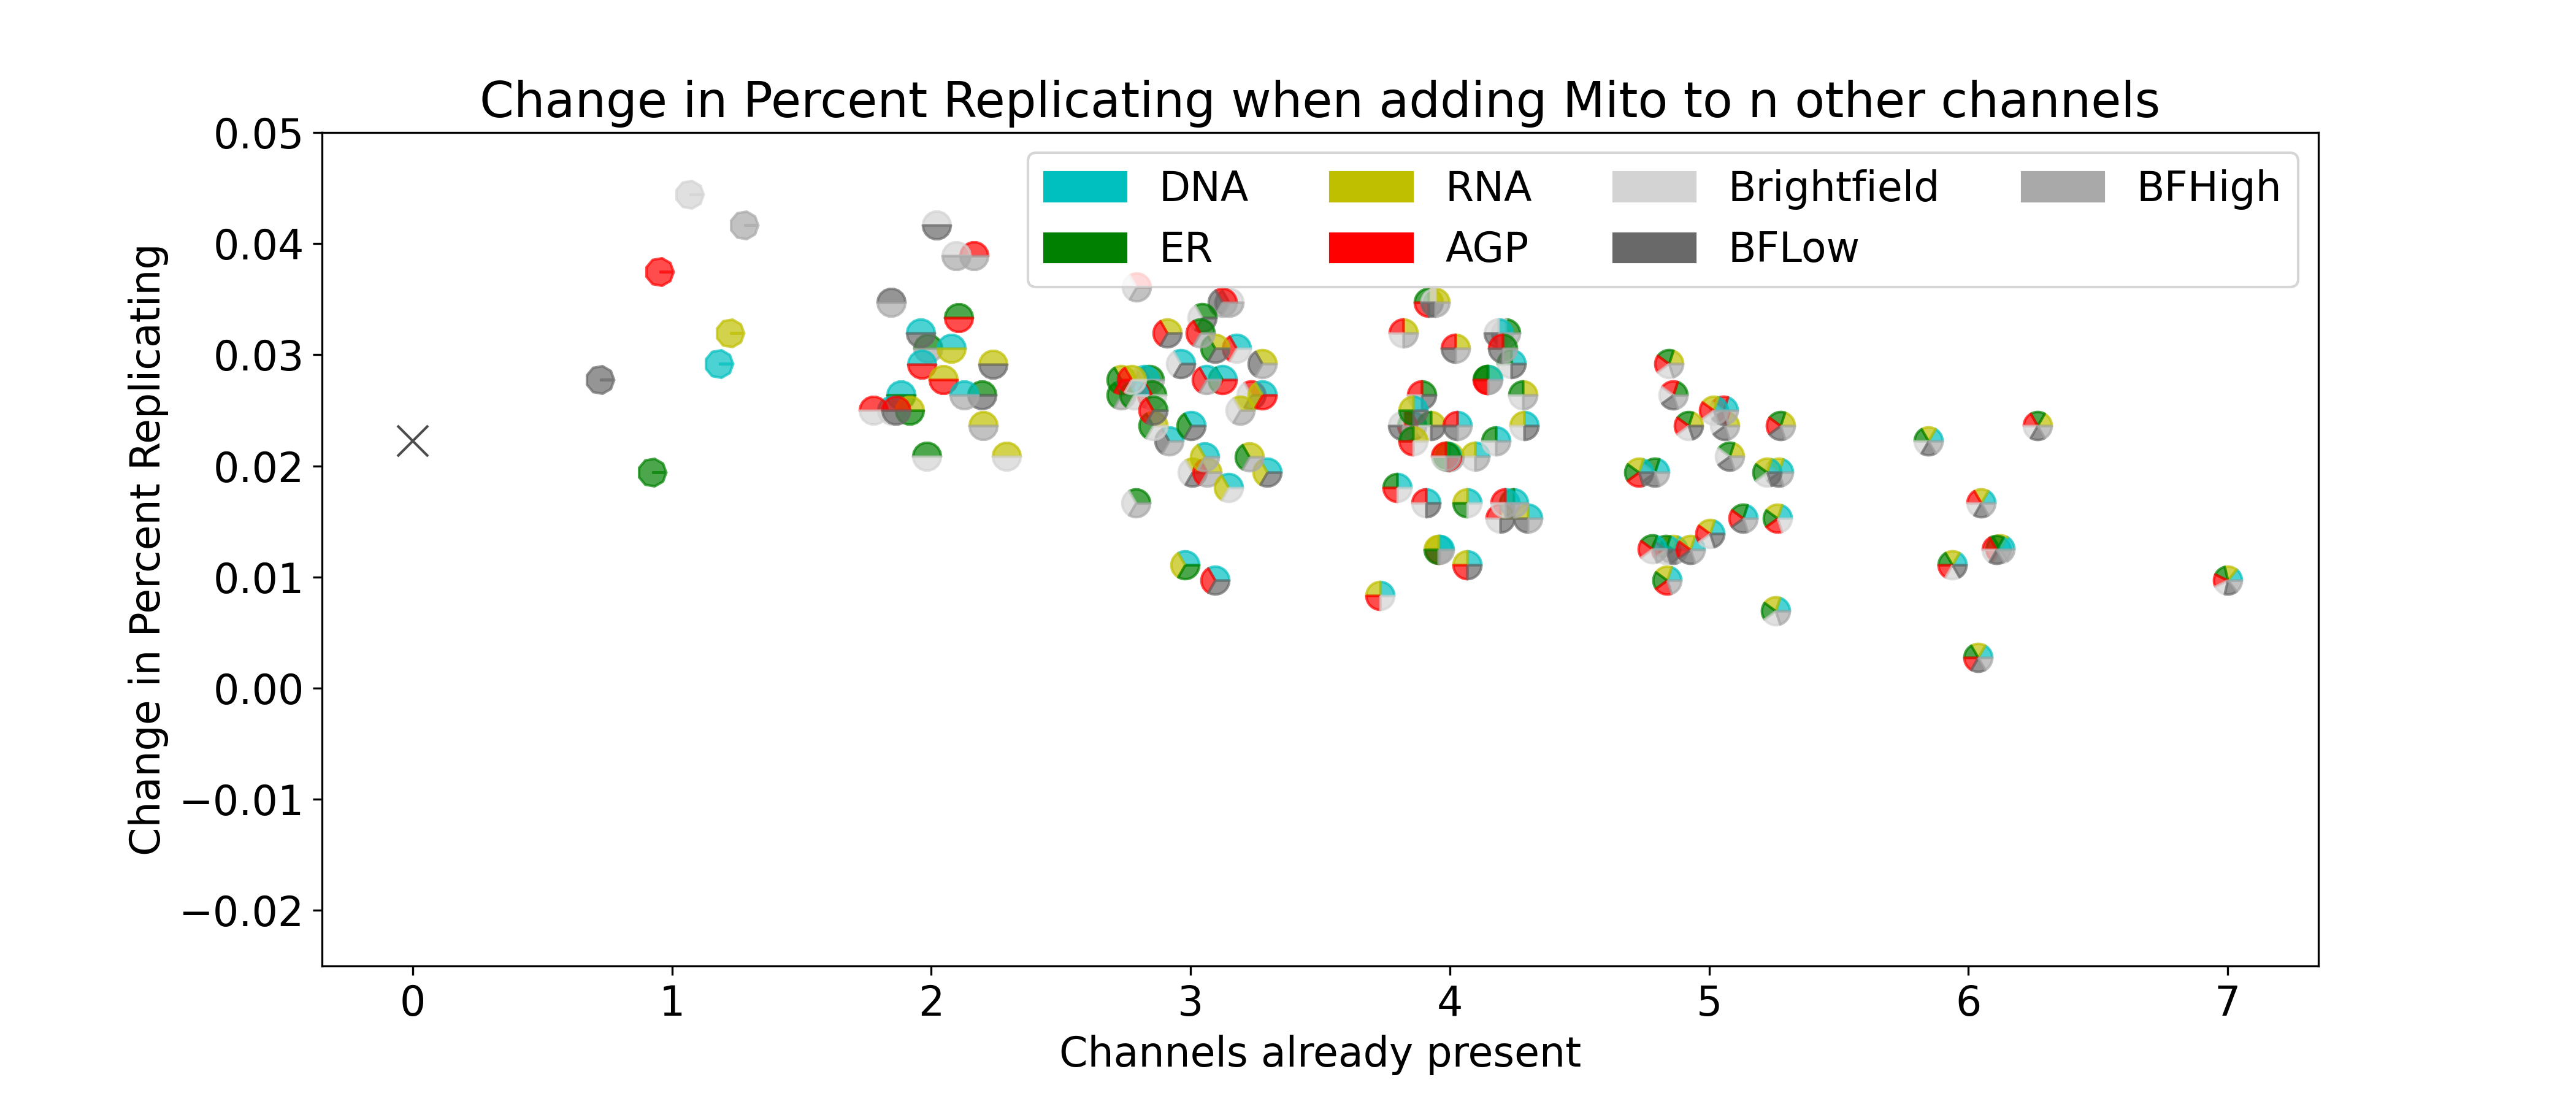 Change in Percent Replicating when adding Mito to n other channels
Change in Percent Replicating
0.05
0.04
0.03
0.02
0.01
0.00
−0.01
−0.02
DNA
ER
RNA
AGP
Brightfield
BFLow
BFHigh
0 1 2 3 4 5 6 7
Channels already present